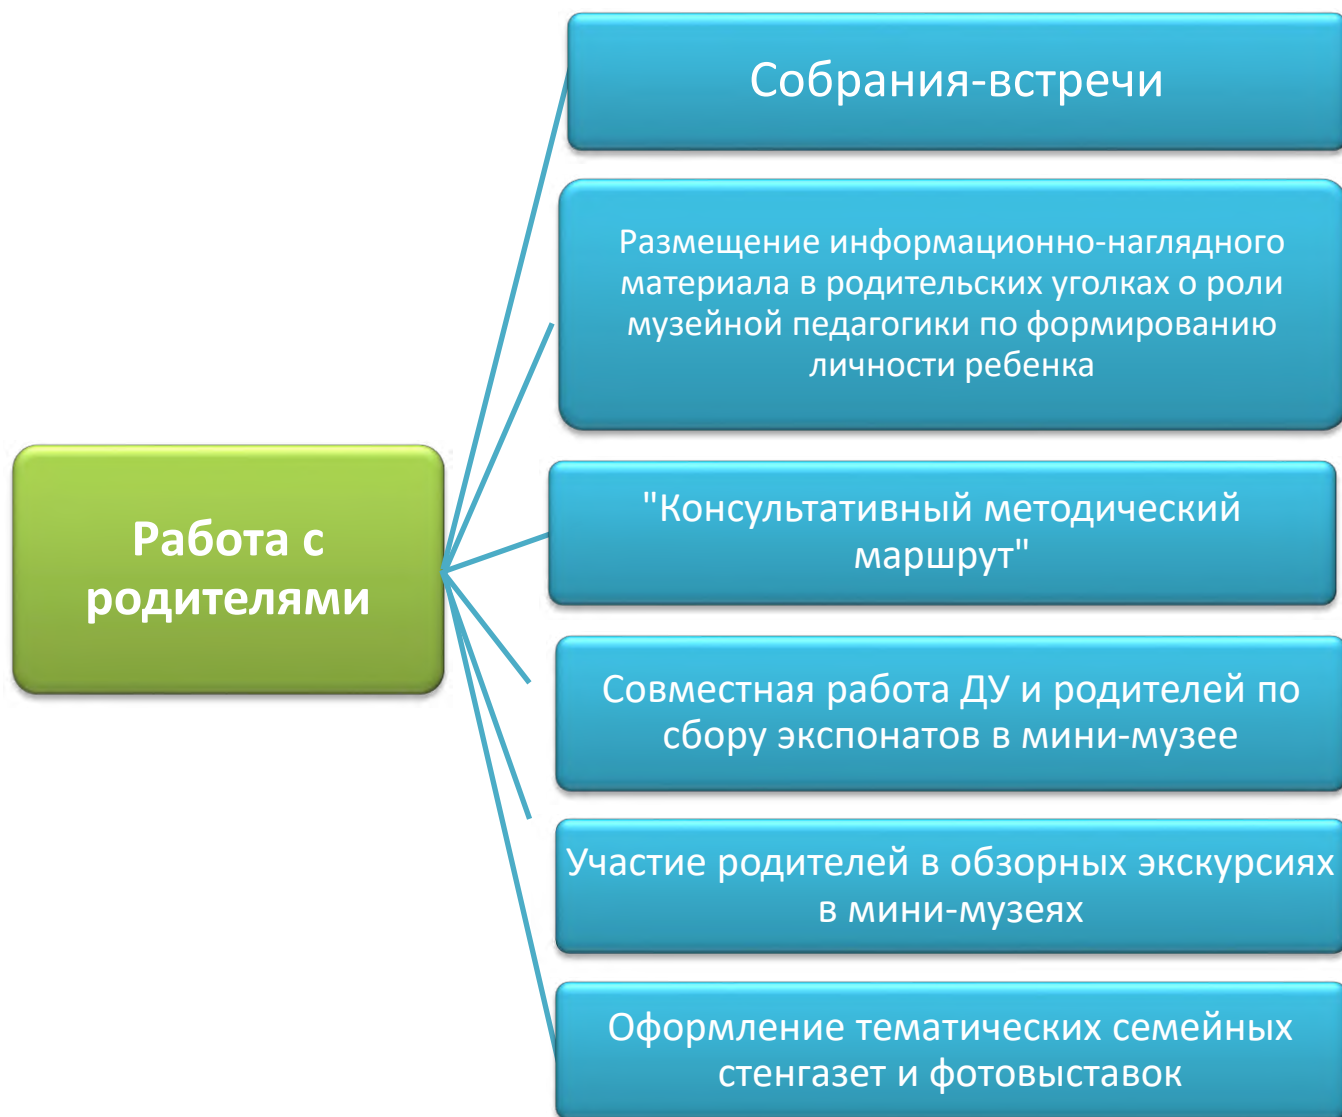 Собрания-встречи
Размещение информационно-наглядного
материала в родительских уголках о роли
музейной педагогики по формированию
личности ребенка
Работа с
родителями
"Консультативный методический
маршрут"
Совместная работа ДУ и родителей по
сбору экспонатов в мини-музее
Участие родителей в обзорных экскурсиях
в мини-музеях
Оформление тематических семейных
стенгазет и фотовыставок